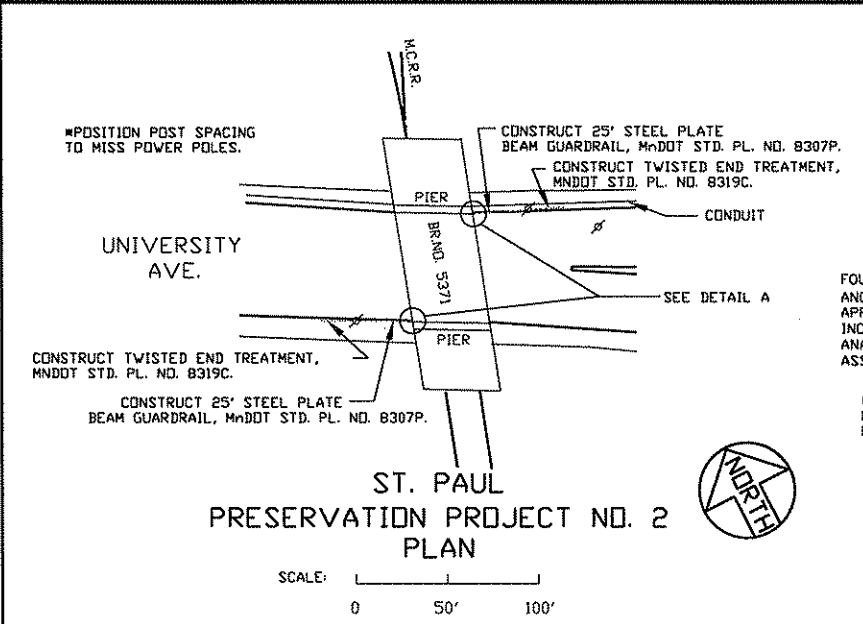 M.C.R.R.
*POSITION POST SPACING
TO MISS POWER POLES.
CONSTRUCT 25' STEEL PLATE
BEAM GUARDRAIL, MnDOT STD. PL. NO. 8307P.
CONSTRUCT TWISTED END TREATMENT,
MNDOT STD. PL. NO. 8319C.
PIER
CONDUIT
UNIVERSITY
AVE.
BR.NO. 5371
SEE DETAIL A
PIER
CONSTRUCT TWISTED END TREATMENT,
MNDOT STD. PL. NO. 8319C.
CONSTRUCT 25' STEEL PLATE
BEAM GUARDRAIL, MnDOT STD. PL. NO. 8307P.
NORTH
ST. PAUL
PRESERVATION PROJECT NO. 2
PLAN
SCALE:
0 50' 100'